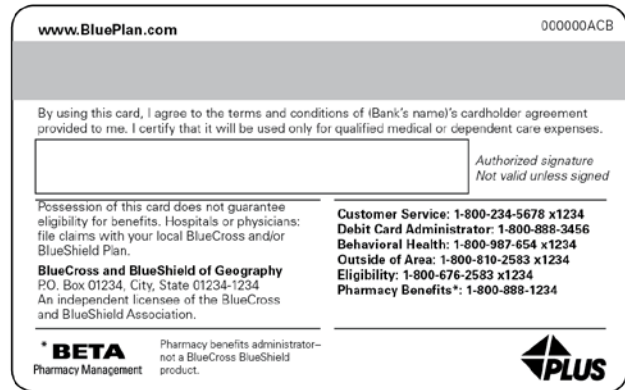 www.BluePlan.com
000000ACB
By using this card, I agree to the terms and conditions of (Bank's name)'s cardholder agreement
provided to me. I certify that it will be used only for qualified medical or dependent care expenses.
Authorized signature
Not valid unless signed
Possession of this card does not guarantee
eligibility for benefits. Hospitals or physicians:
file claims with your local BlueCross and/or
BlueShield Plan.
BlueCross and BlueShield of Geography
P.O. Box 01234, City, State 01234-1234
An independent licensee of the BlueCross
and BlueShield Association.
Customer Service: 1-800-234-5678 x1234
Debit Card Administrator: 1-800-888-3456
Behavioral Health: 1-800-987-654 x1234
Outside of Area: 1-800-810-2583 x1234
Eligibility: 1-800-676-2583 x1234
Pharmacy Benefits*: 1-800-888-1234
* BETA
Pharmacy Management
Pharmacy benefits administrator–
not a BlueCross BlueShield
product.
PLUS